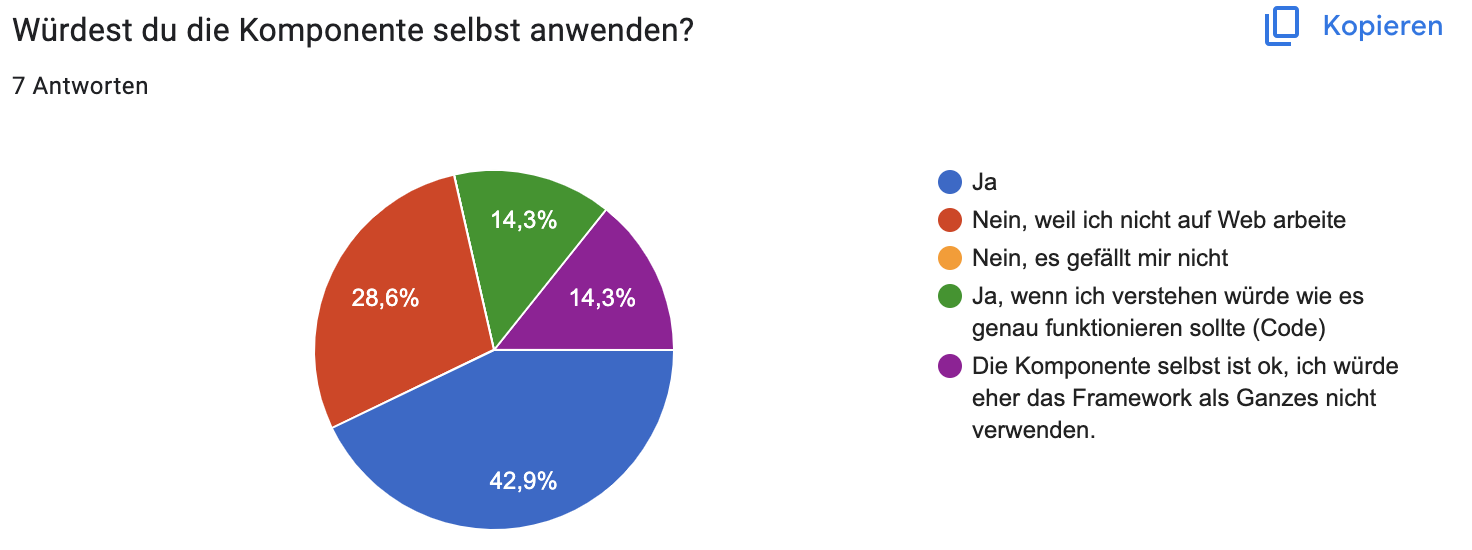 Würdest du die Komponente selbst anwenden?
Kopieren
7 Antworten
14,3%
28,6%
14,3%
42,9%
Ja
Nein, weil ich nicht auf Web arbeite
Nein, es gefällt mir nicht
Ja, wenn ich verstehen würde wie es
genau funktionieren sollte (Code)
Die Komponente selbst ist ok, ich würde
eher das Framework als Ganzes nicht
verwenden.